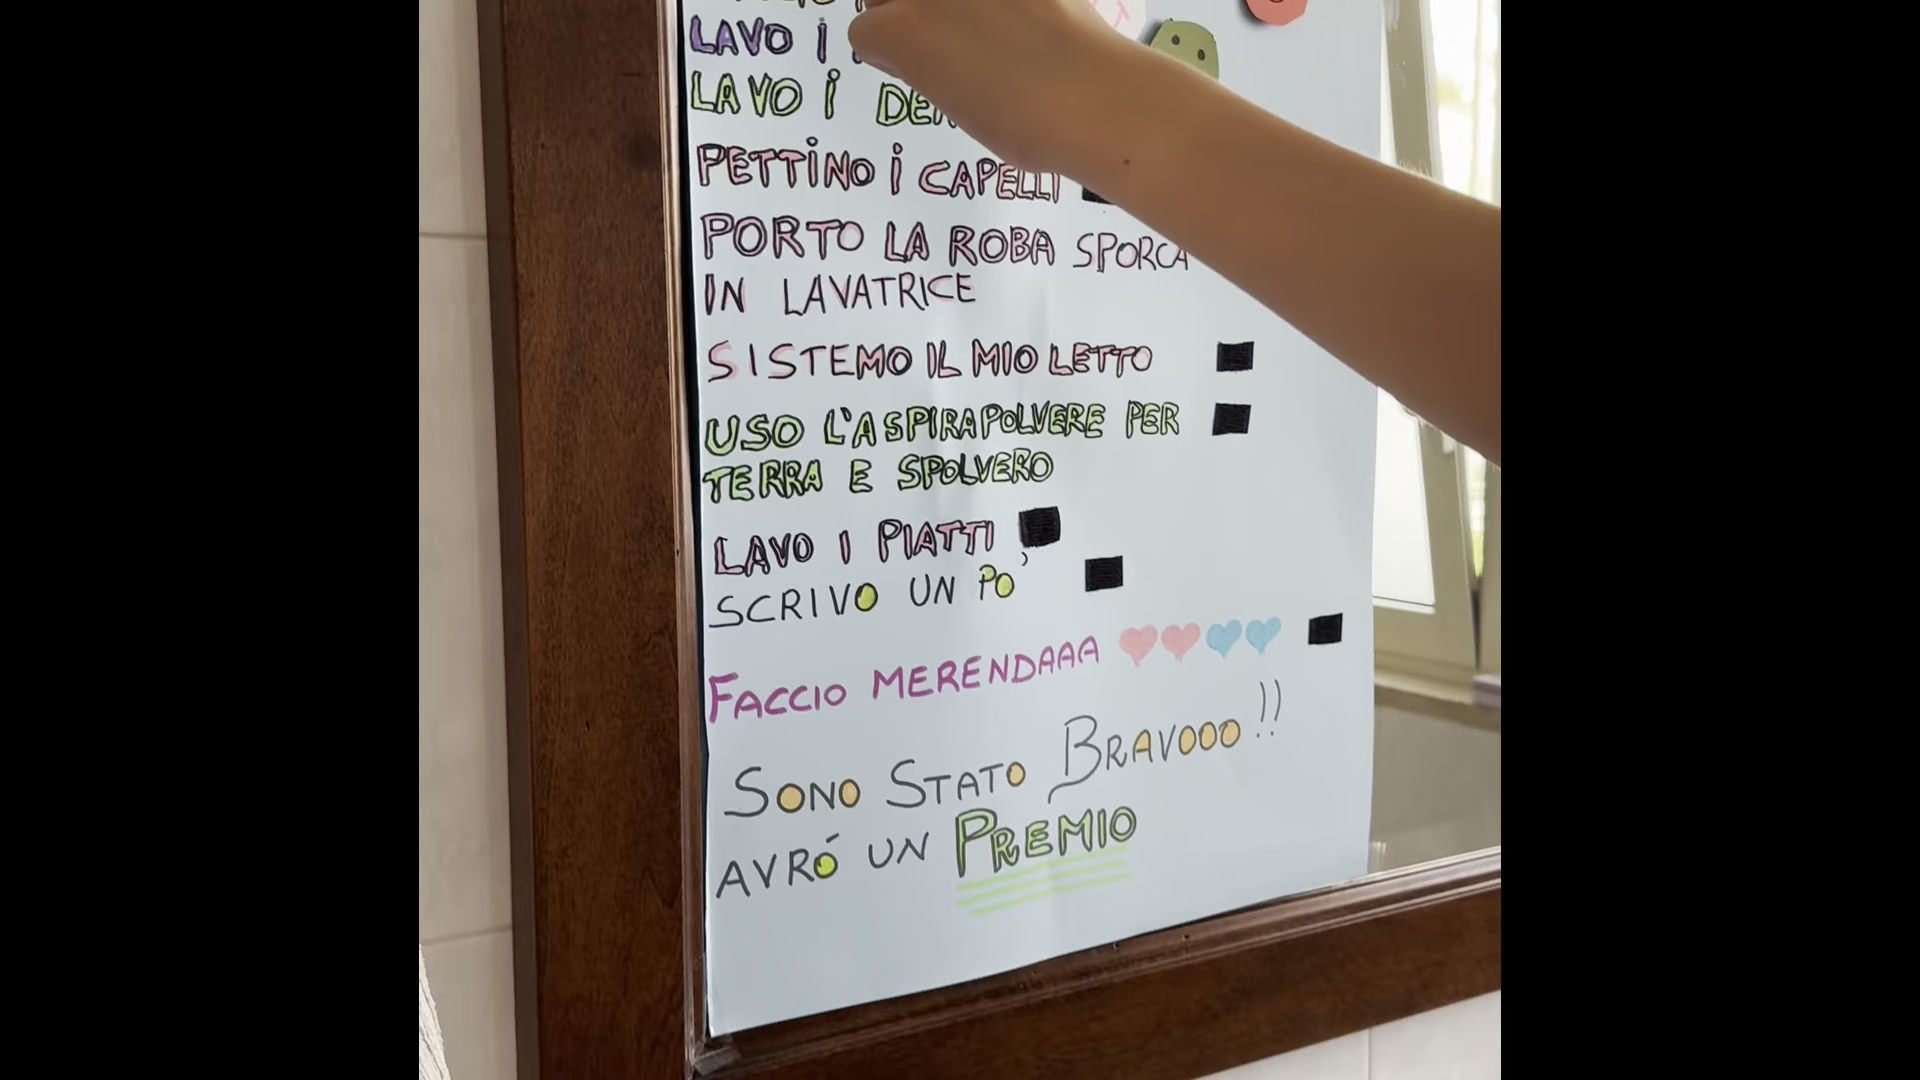 LAVO i
LAVO i
PETTiNO i CAPELLI
PORTO LA ROBA SPORCA
IN LAVATRICE
SISTEMO IL MIO LETTO
USO L'ASPIRAPOLVERE PER
TERRA E SPOLVERO
LAVO I PIATTI
SCRIVO UN PO'
FACCIO MERENDAAA
SONO STATO BRAVOOO!!
AVRÓ UN PREMIO